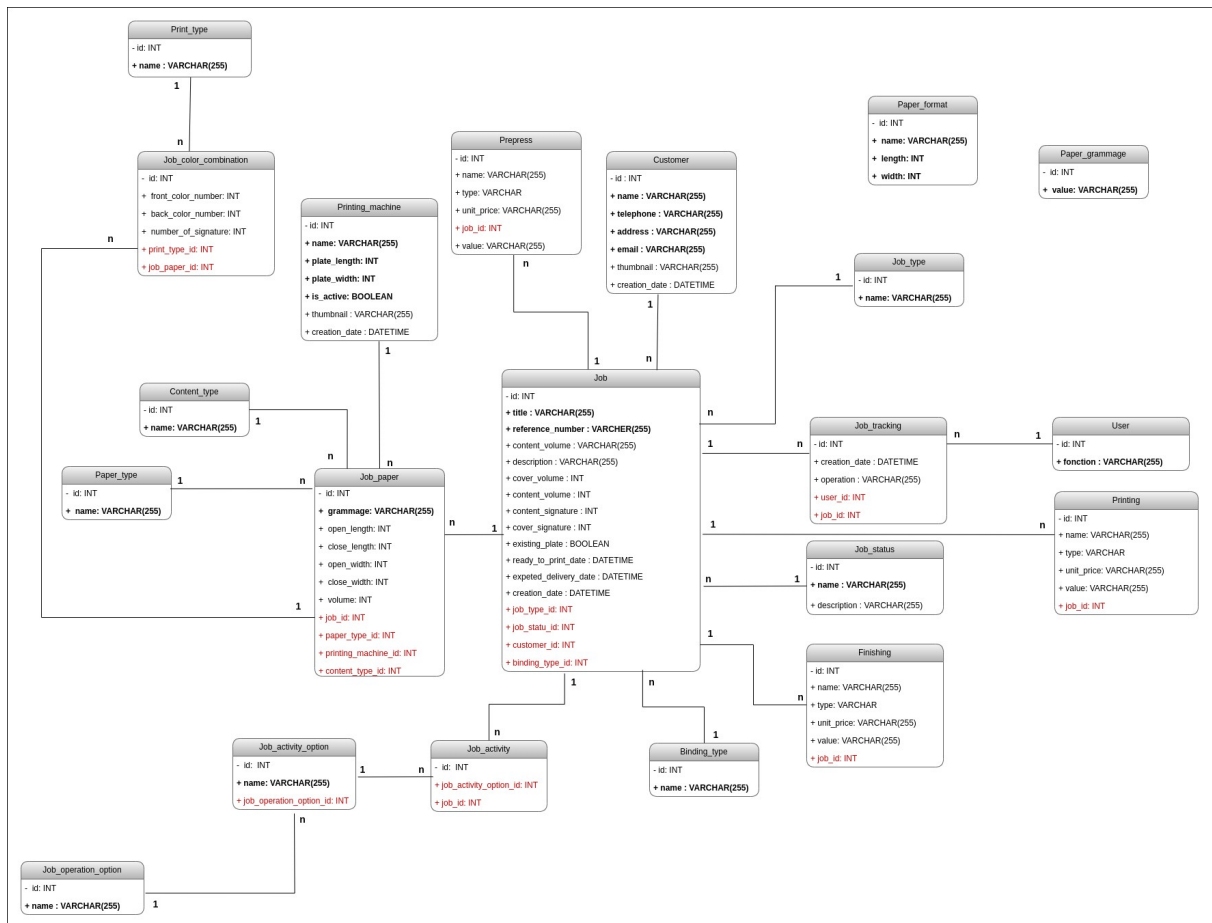 Print_type
- id: INT
+ name : VARCHAR(255)
1
n
Job_color_combination
- id: INT
+ front_color_number: INT
+ back_color_number: INT
+ number_of_signature: INT
+ print_type_id: INT
+ job_paper_id: INT
n
1
Printing_machine
- id: INT
+ name: VARCHAR(255)
+ plate_length: INT
+ plate_width: INT
+ is_active: BOOLEAN
+ thumbnail : VARCHAR(255)
+ creation_date : DATETIME
1
n
Prepress
- id: INT
+ name: VARCHAR(255)
+ type: VARCHAR
+ unit_price: VARCHAR(255)
+ job_id: INT
+ value: VARCHAR(255)
n
1
Customer
- id : INT
+ name : VARCHAR(255)
+ telephone : VARCHAR(255)
+ address : VARCHAR(255)
+ email : VARCHAR(255)
+ thumbnail : VARCHAR(255)
+ creation_date : DATETIME
1
n
Paper_format
- id: INT
+ name: VARCHAR(255)
+ length: INT
+ width: INT
Paper_grammage
- id: INT
+ value: VARCHAR(255)
Job_type
- id: INT
+ name: VARCHAR(255)
1
n
Content_type
- id: INT
+ name: VARCHAR(255)
1
n
Paper_type
- id: INT
+ name: VARCHAR(255)
1
n
Job_paper
- id: INT
+ grammage: VARCHAR(255)
+ open_length: INT
+ close_length: INT
+ open_width: INT
+ close_width: INT
+ volume: INT
+ job_id: INT
+ paper_type_id: INT
+ printing_machine_id: INT
+ content_type_id: INT
n
1
Job
- id: INT
+ title : VARCHAR(255)
+ reference_number : VARCHER(255)
+ content_volume : VARCHAR(255)
+ description : VARCHAR(255)
+ cover_volume : INT
+ content_volume : INT
+ content_signature : INT
+ cover_signature : INT
+ existing_plate : BOOLEAN
+ ready_to_print_date : DATETIME
+ expeted_delivery_date : DATETIME
+ creation_date : DATETIME
+ job_type_id: INT
+ job_statu_id: INT
+ customer_id: INT
+ binding_type_id: INT
1
n
Job_tracking
- id: INT
+ creation_date : DATETIME
+ operation : VARCHAR(255)
+ user_id: INT
+ job_id: INT
n
1
User
- id: INT
+ fonction : VARCHAR(255)
1
n
Printing
- id: INT
+ name: VARCHAR(255)
+ type: VARCHAR
+ unit_price: VARCHAR(255)
+ value: VARCHAR(255)
+ job_id: INT
n
1
Job_status
- id: INT
+ name : VARCHAR(255)
+ description : VARCHAR(255)
1
n
Finishing
- id: INT
+ name: VARCHAR(255)
+ type: VARCHAR
+ unit_price: VARCHAR(255)
+ value: VARCHAR(255)
+ job_id: INT
n
1
Binding_type
- id: INT
+ name : VARCHAR(255)
1
n
Job_activity
- id: INT
+ job_activity_option_id: INT
+ job_id: INT
n
1
Job_activity_option
- id: INT
+ name: VARCHAR(255)
+ job_operation_option_id: INT
n
1
Job_operation_option
- id: INT
+ name : VARCHAR(255)